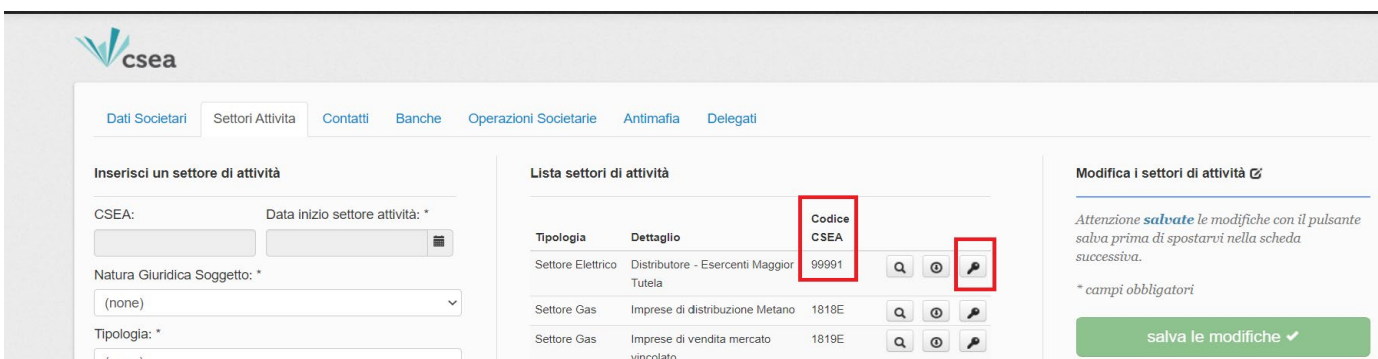 csea
Dati Societari Settori Attivita Contatti Banche Operazioni Societarie Antimafia Delegati
Inserisci un settore di attività
CSEA: Data inizio settore attività: *
Natura Giuridica Soggetto: *
(none)
Tipologia: *
Lista settori di attività
Tipologia Dettaglio Codice
CSEA
Settore Elettrico Distributore - Esercenti Maggior 99991
Tutela
Settore Gas Imprese di distribuzione Metano 1818E
Settore Gas Imprese di vendita mercato 1819E
vincolato
Modifica i settori di attività
Attenzione salvate le modifiche con il pulsante
salva prima di spostarvi nella scheda
successiva.
* campi obbligatori
salva le modifiche ✔